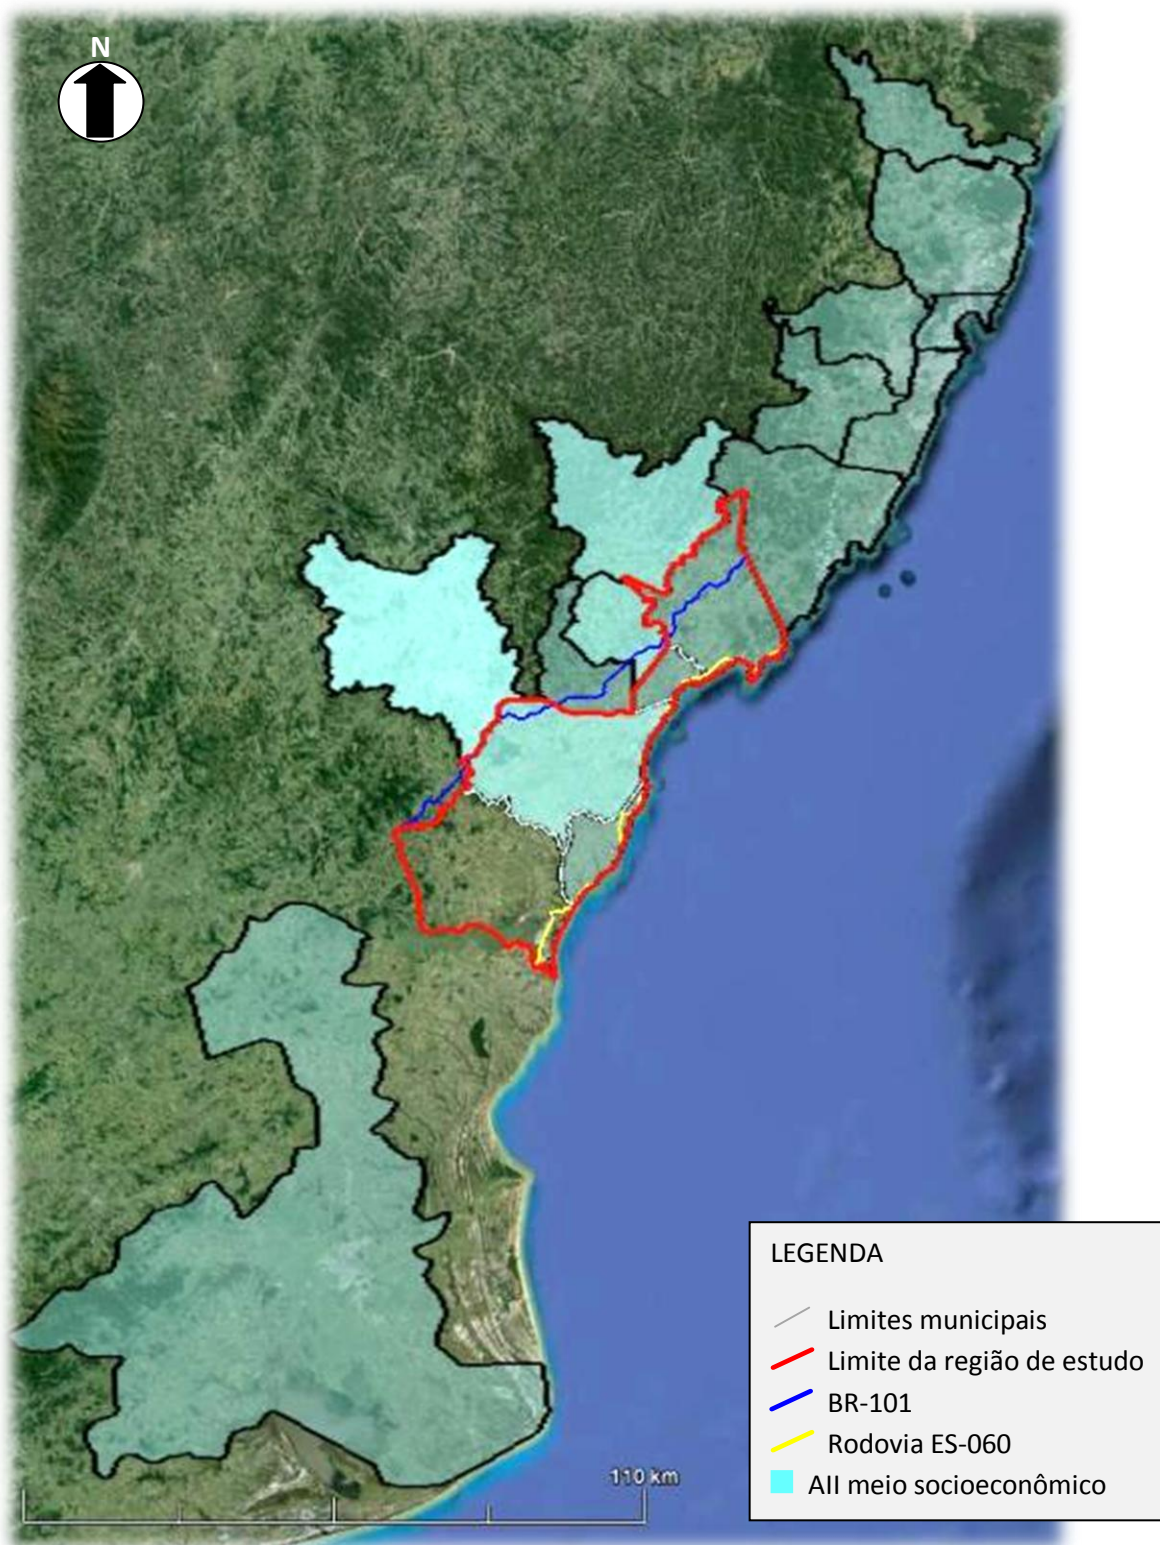 N
LEGENDA
Limites municipais
Limite da região de estudo
BR-101
Rodovia ES-060
AII meio socioeconômico
110 km